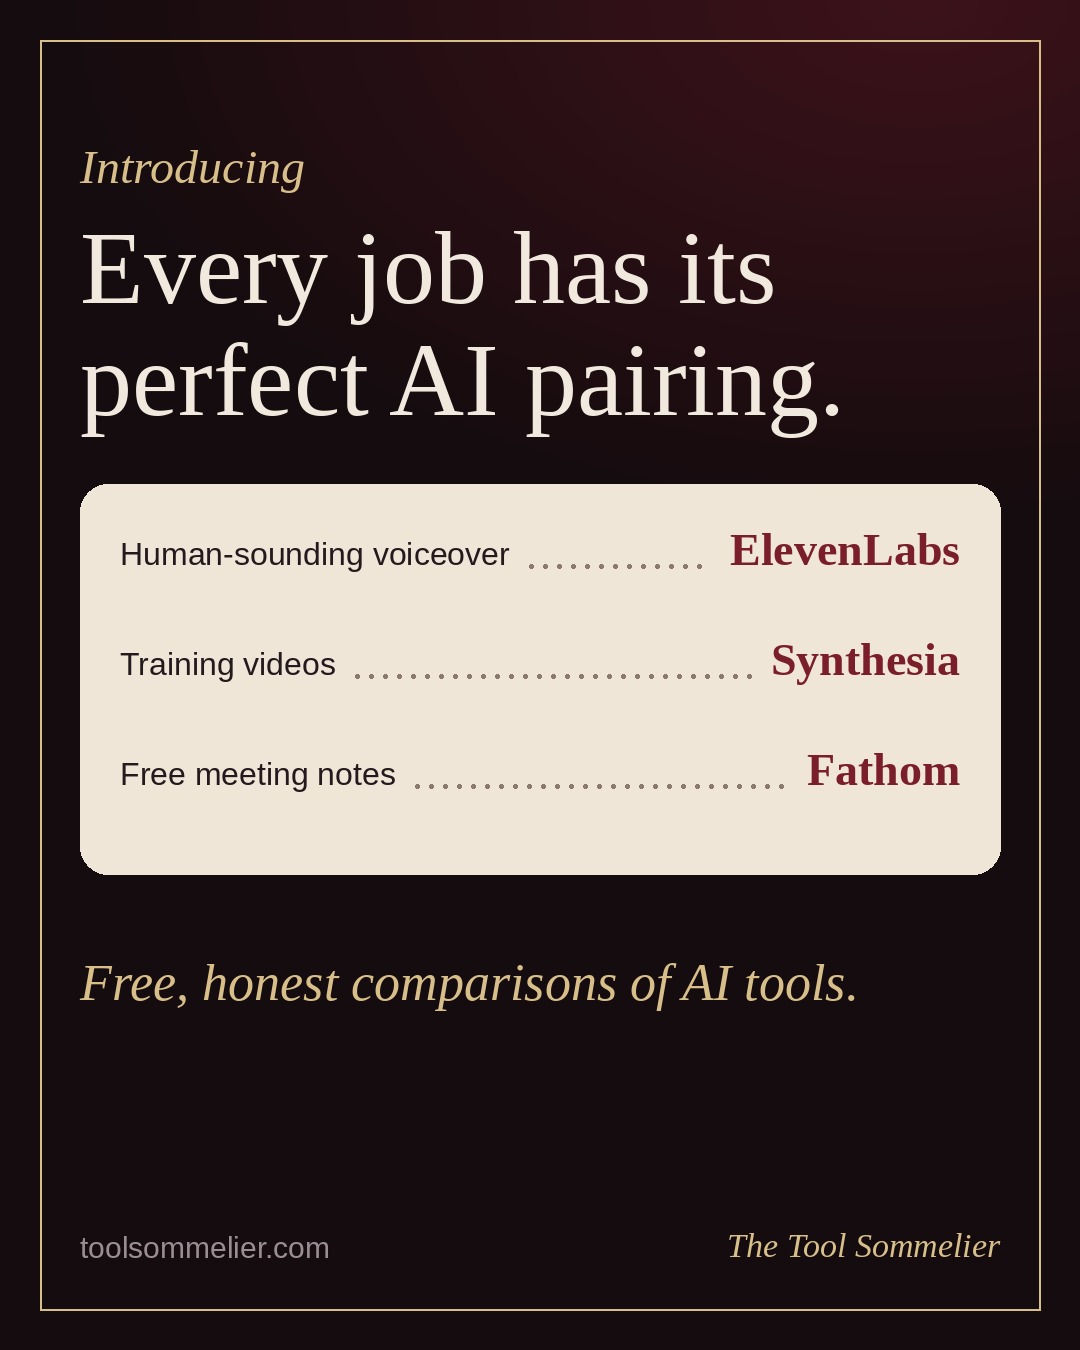 Introducing
Every job has its
perfect AI pairing.
Human-sounding voiceover ............. ElevenLabs
Training videos ............................. Synthesia
Free meeting notes ........................... Fathom
Free, honest comparisons of AI tools.
toolsommelier.com
The Tool Sommelier